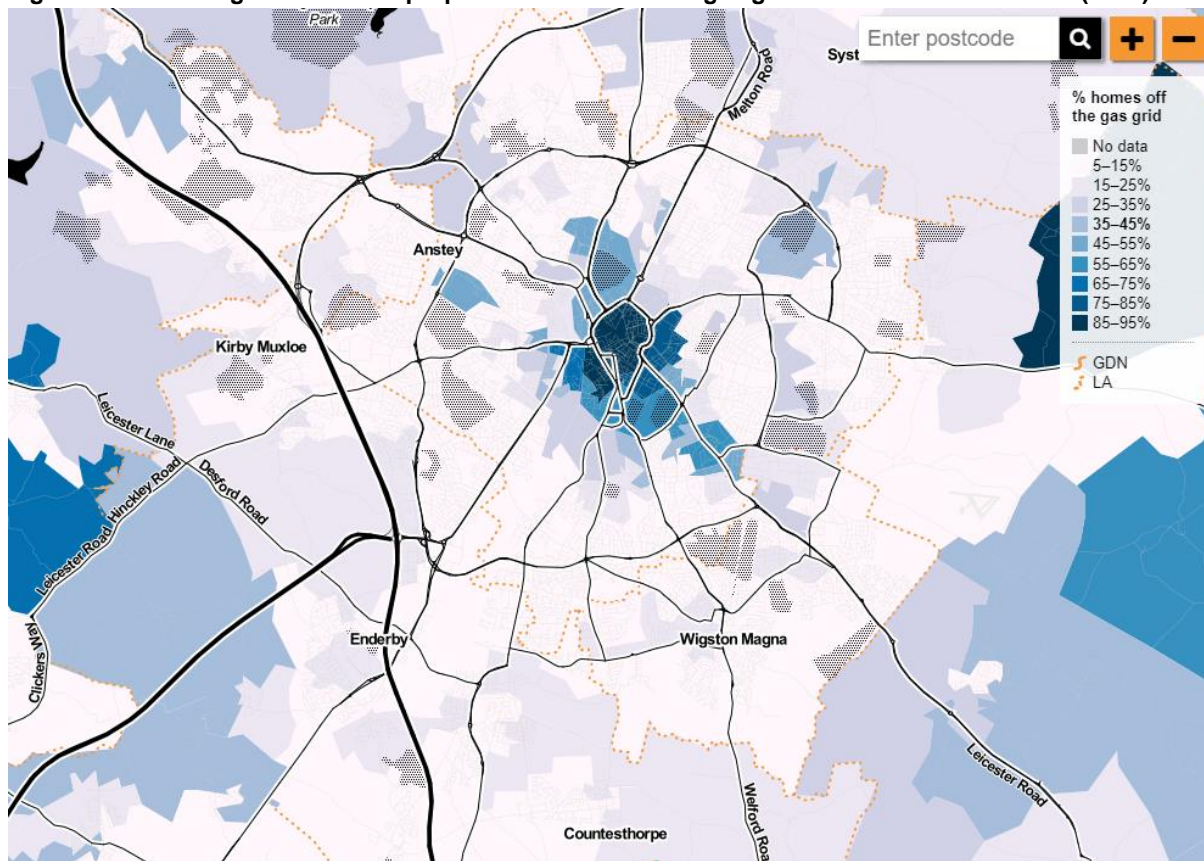 Park
Enter postcode
Syst
Melton Road
% homes off
the gas grid
No data
5–15%
15–25%
25–35%
35–45%
45–55%
55–65%
65–75%
75–85%
85–95%
GDN
LA
Anstey
Kirby Muxloe
Leicester Lane
Hinckley Road
Desford Road
Leicester Road
Clickers Way
Enderby
Wigston Magna
Leicester Road
Welford Roa
Countesthorpe